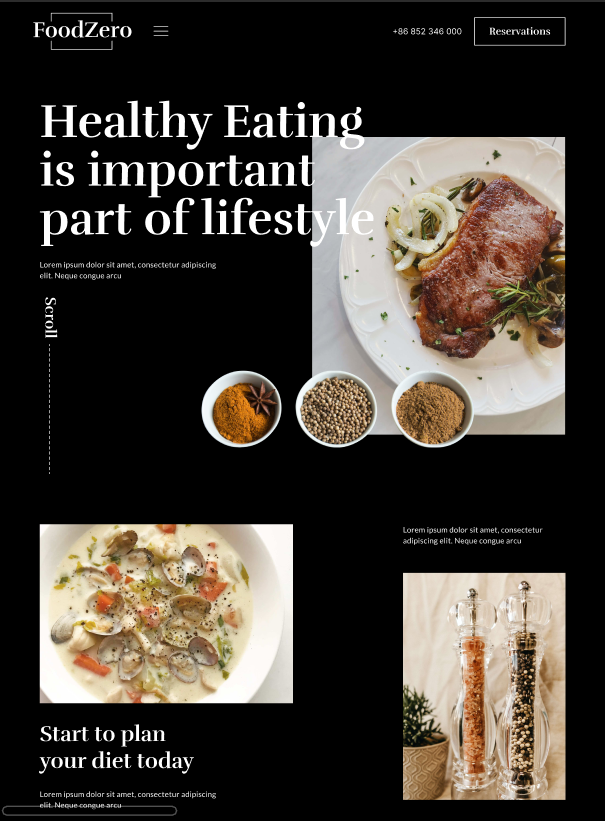 FoodZero
+86 852 346 000
Reservations
Healthy Eating
is important
part of lifestyle
Lorem ipsum dolor sit amet, consectetur adipiscing
elit. Neque congue arcu
Scroll
Lorem ipsum dolor sit amet, consectetur
adipiscing elit. Neque congue arcu
Start to plan
your diet today
Lorem ipsum dolor sit amet, consectetur adipiscing
elit. Neque congue arcu